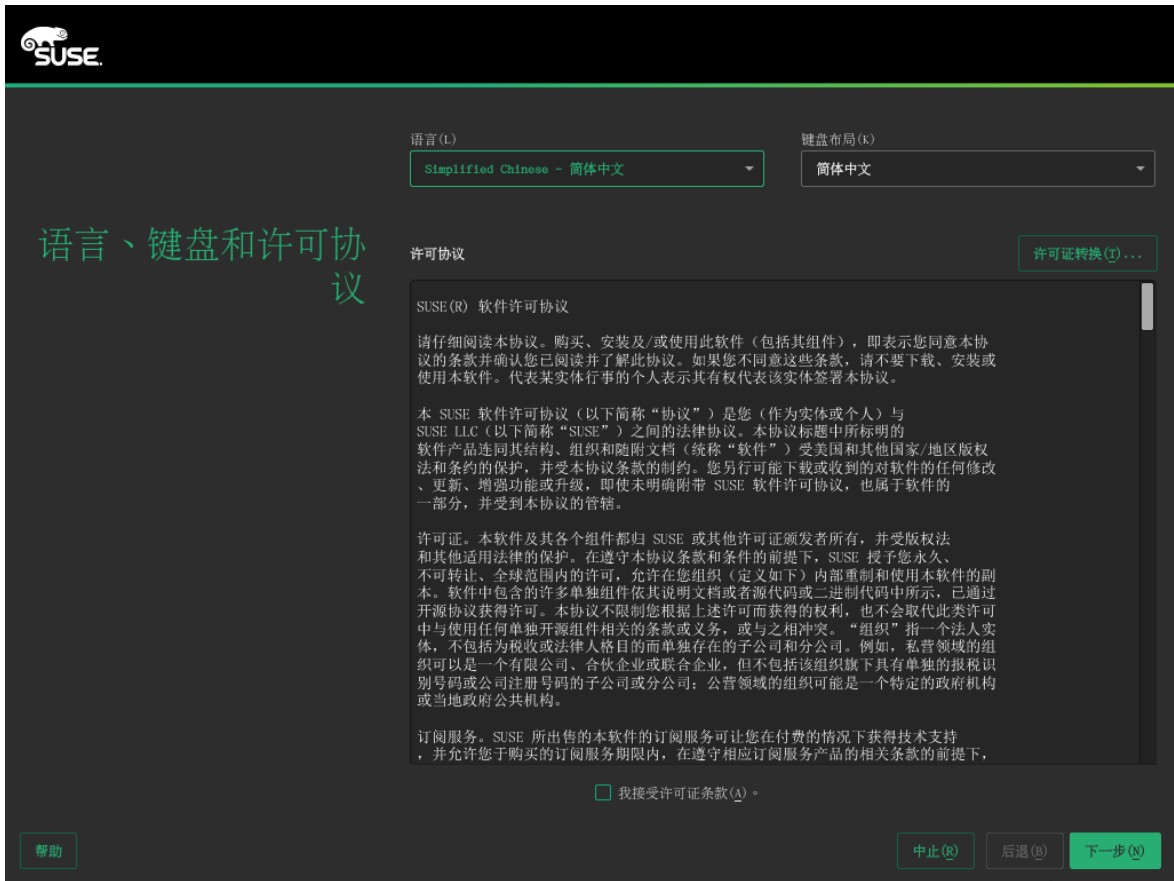 SUSE.
语言(L)
键盘布局(K)
Simplified Chinese - 简体中文
简体中文
语言、键盘和许可协
议
许可协议
许可证转换(T)...
SUSE(R) 软件许可协议
请仔细阅读本协议。购买、安装及/或使用此软件（包括其组件），即表示您同意本协
议的条款并确认您已阅读并了解此协议。如果您不同意这些条款，请不要下载、安装或
使用本软件。代表某实体行事的个人表示其有权代表该实体签署本协议。
本 SUSE 软件许可协议（以下简称“协议”）是您（作为实体或个人）与
SUSE LLC（以下简称“SUSE”）之间的法律协议。本协议标题中所标明的
软件产品连同其结构、组织和随附文档（统称“软件”）受美国和其他国家/地区版权
法和条约的保护，并受本协议条款的制约。您另行可能下载或收到的对软件的任何修改
、更新、增强功能或升级，即使未明确附带 SUSE 软件许可协议，也属于软件的
一部分，并受到本协议的管辖。
许可证。本软件及其各个组件都归 SUSE 或其他许可证颁发者所有，并受版权法
和其他适用法律的保护。在遵守本协议条款和条件的前提下，SUSE 授予您永久、
不可转让、全球范围内的许可，允许在您组织（定义如下）内部重制和使用本软件的副
本。软件中包含的许多单独组件依其说明文档或者源代码或二进制代码中所示，已通过
开源协议获得许可。本协议不限制您根据上述许可而获得的权利，也不会取代此类许可
中与使用任何单独开源组件相关的条款或义务，或与之相冲突。“组织”指一个法人实
体，不包括为税收或法律人格目的而单独存在的子公司和分公司。例如，私营领域的组
织可以是一个有限公司、合伙企业或联合企业，但不包括该组织旗下具有单独的报税识
别号码或公司注册号码的子公司或分公司；公营领域的组织可能是一个特定的政府机构
或当地政府公共机构。
订阅服务。SUSE 所出售的本软件的订阅服务可让您在付费的情况下获得技术支持
，并允许您于购买的订阅服务期限内，在遵守相应订阅服务产品的相关条款的前提下，
我接受许可证条款(A)。
帮助
中止(R)
后退(B)
下一步(N)